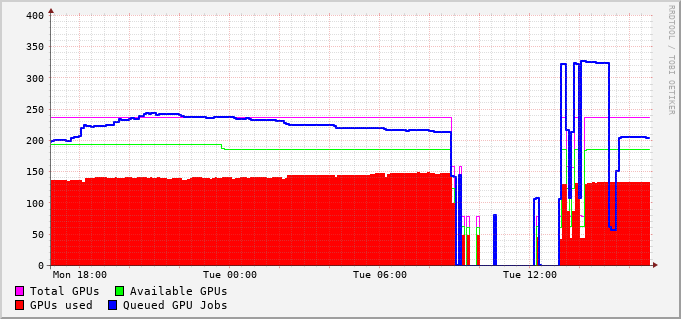 400
350
300
250
200
150
100
50
0
Mon 18:00 Tue 00:00 Tue 06:00 Tue 12:00
Total GPUs Available GPUs
GPUs used Queued GPU Jobs
RRDTOOL / TOBI OETIKER